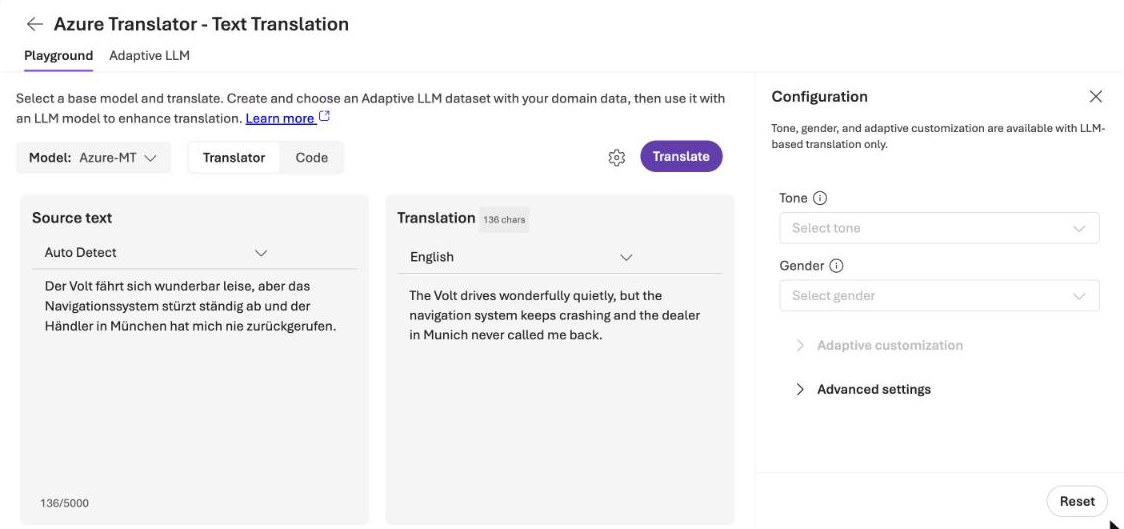 Azure Translator - Text Translation
Playground
Adaptive LLM
Select a base model and translate. Create and choose an Adaptive LLM dataset with your domain data, then use it with
an LLM model to enhance translation. Learn more
Model: Azure-MT
Translator
Code
Translate
Source text
Auto Detect
Der Volt fährt sich wunderbar leise, aber das
Navigationssystem stürzt ständig ab und der
Händler in München hat mich nie zurückgerufen.
136/5000
Translation
136 chars
English
The Volt drives wonderfully quietly, but the
navigation system keeps crashing and the dealer
in Munich never called me back.
Configuration
Tone, gender, and adaptive customization are available with LLM-
based translation only.
Tone
Select tone
Gender
Select gender
Adaptive customization
Advanced settings
Reset